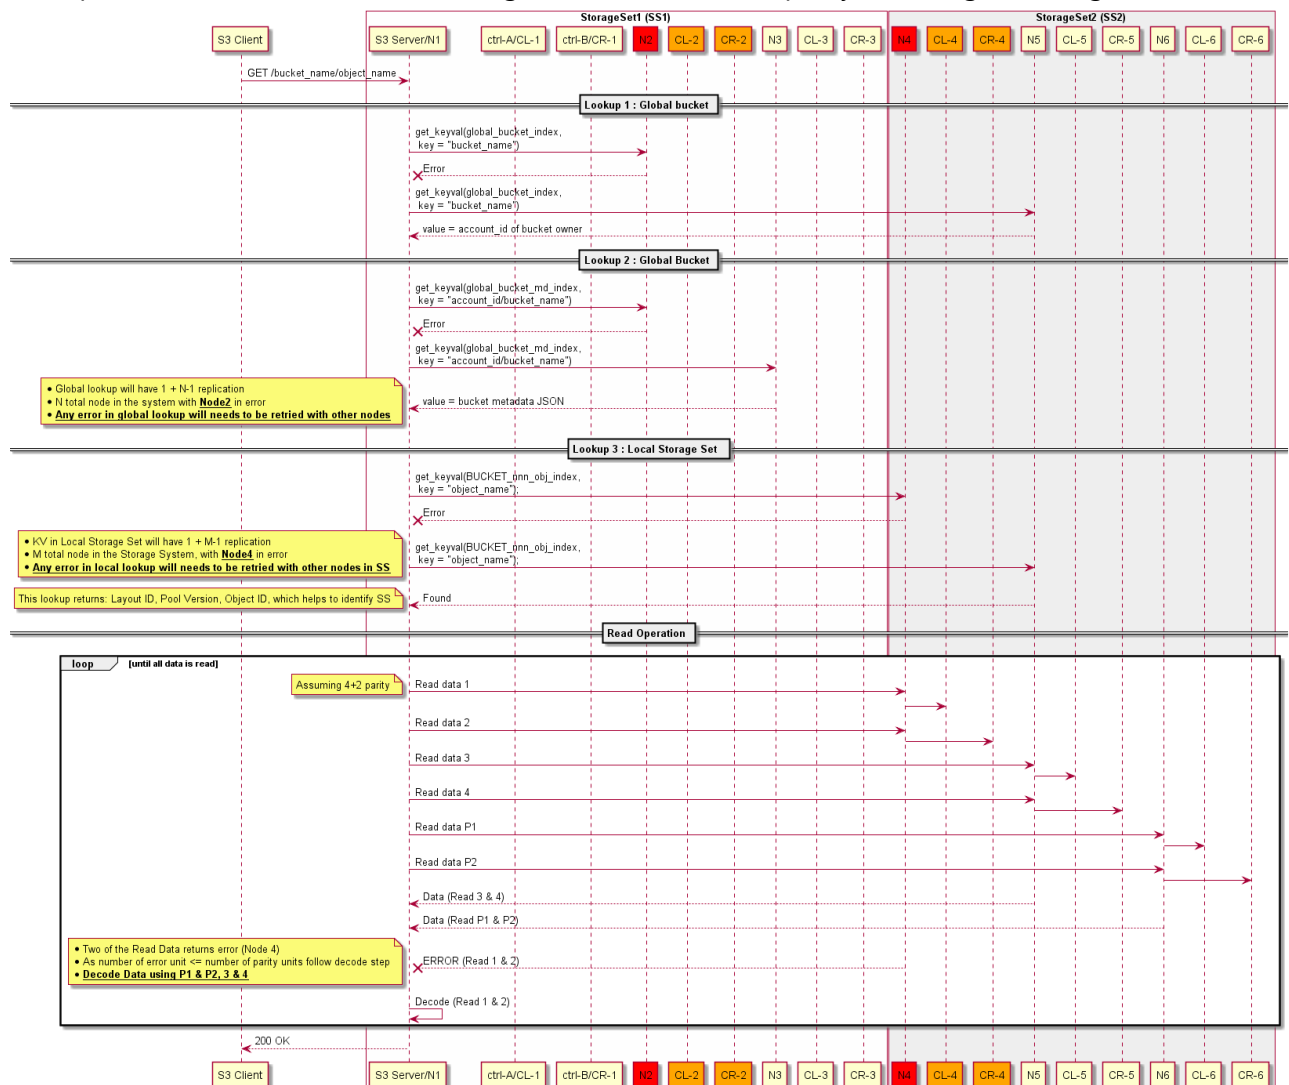 StorageSet1 (SS1)
StorageSet2 (SS2)
S3 Client
S3 Server/N1
ctrl-A/CL-1
ctrl-B/CR-1
N2
CL-2
CR-2
N3
CL-3
CR-3
N4
CL-4
CR-4
N5
CL-5
CR-5
N6
CL-6
CR-6
GET /bucket_name/object_name
Lookup 1 : Global bucket
get_keyval(global_bucket_index,
key = "bucket_name")
Error
get_keyval(global_bucket_index,
key = "bucket_name")
value = account_id of bucket owner
Lookup 2 : Global Bucket
get_keyval(global_bucket_md_index,
key = "account_id/bucket_name")
Error
get_keyval(global_bucket_md_index,
key = "account_id/bucket_name")
• Global lookup will have 1 + N-1 replication
• N total node in the system with Node2 in error
• Any error in global lookup will needs to be retried with other nodes
value = bucket metadata JSON
Lookup 3 : Local Storage Set
get_keyval(BUCKET_nnn_obj_index,
key = "object_name");
Error
• KV in Local Storage Set will have 1 + M-1 replication
• M total node in the Storage System, with Node4 in error
• Any error in local lookup will needs to be retried with other nodes in SS
get_keyval(BUCKET_nnn_obj_index,
key = "object_name");
This lookup returns: Layout ID, Pool Version, Object ID, which helps to identify SS
Found
Read Operation
loop
[until all data is read]
Assuming 4+2 parity
Read data 1
Read data 2
Read data 3
Read data 4
Read data P1
Read data P2
Data (Read 3 & 4)
Data (Read P1 & P2)
• Two of the Read Data returns error (Node 4)
• As number of error unit <= number of parity units follow decode step
• Decode Data using P1 & P2, 3 & 4
ERROR (Read 1 & 2)
Decode (Read 1 & 2)
200 OK
S3 Client
S3 Server/N1
ctrl-A/CL-1
ctrl-B/CR-1
N2
CL-2
CR-2
N3
CL-3
CR-3
N4
CL-4
CR-4
N5
CL-5
CR-5
N6
CL-6
CR-6